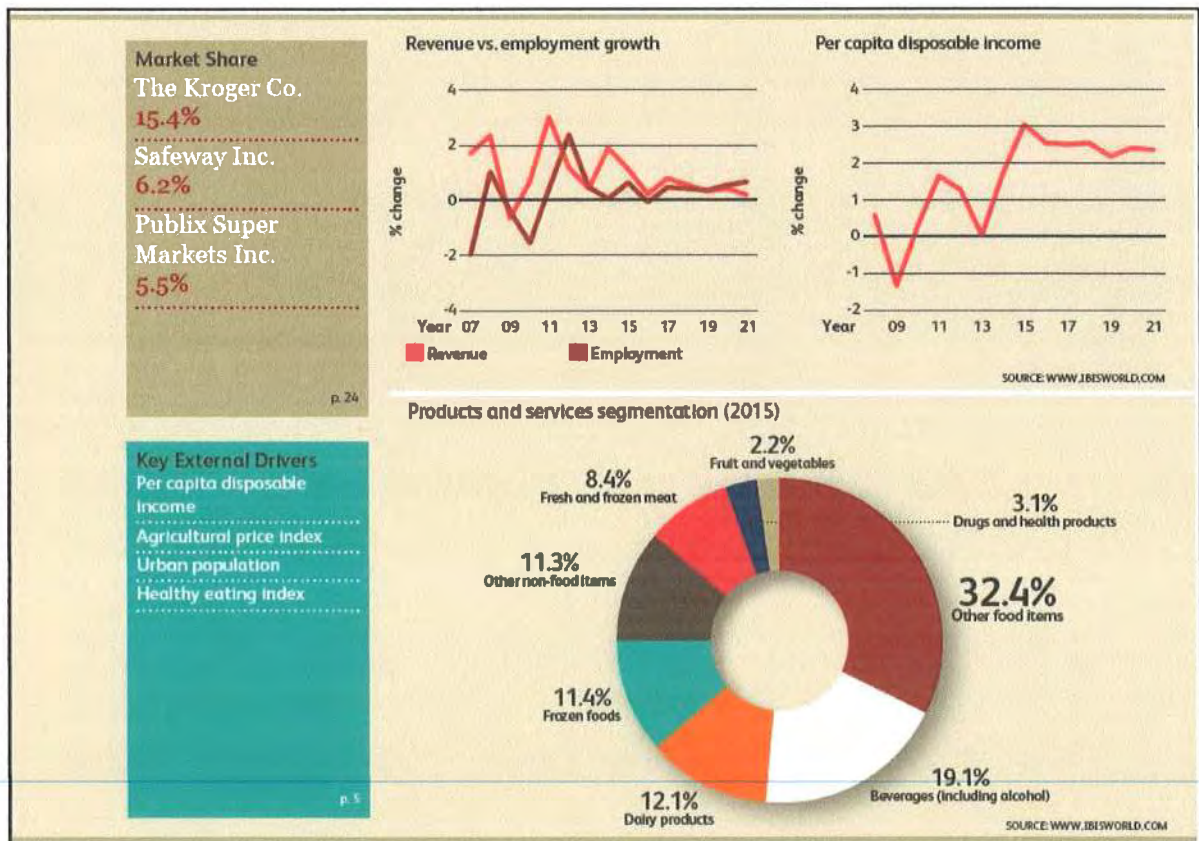 Market Share
The Kroger Co.
15.4%
Safeway Inc.
6.2%
Publix Super
Markets Inc.
5.5%
p. 24
Revenue vs. employment growth
% change
4
2
0
-2
-4
Year 07 09 11 13 15 17 19 21
Revenue Employment
Per capita disposable income
% change
4
3
2
1
0
-1
-2
Year 09 11 13 15 17 19 21
SOURCE: WWW.IBISWORLD.COM
Key External Drivers
Per capita disposable
income
Agricultural price index
Urban population
Healthy eating index
p. 5
Products and services segmentation (2015)
2.2%
Fruit and vegetables
8.4%
Fresh and frozen meat
3.1%
Drugs and health products
11.3%
Other non-food items
32.4%
Other food items
11.4%
Frozen foods
19.1%
Beverages (including alcohol)
12.1%
Dairy products
SOURCE: WWW.IBISWORLD.COM